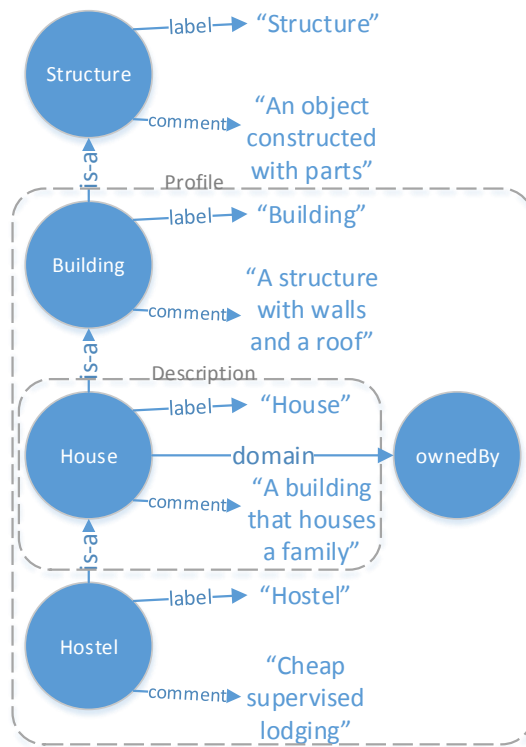 label
“Structure”
Structure
comment
“An object
constructed
with parts”
is-a
Profile
label
“Building”
Building
comment
“A structure
with walls
and a roof”
is-a
Description
label
“House”
House
domain
ownedBy
comment
“A building
that houses
a family”
is-a
label
“Hostel”
Hostel
comment
“Cheap
supervised
lodging”